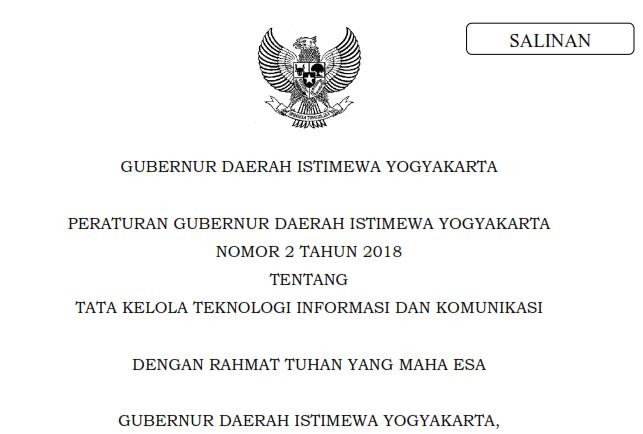 SALINAN
GUBERNUR DAERAH ISTIMEWA YOGYAKARTA
PERATURAN GUBERNUR DAERAH ISTIMEWA YOGYAKARTA
NOMOR 2 TAHUN 2018
TENTANG
TATA KELOLA TEKNOLOGI INFORMASI DAN KOMUNIKASI
DENGAN RAHMAT TUHAN YANG MAHA ESA
GUBERNUR DAERAH ISTIMEWA YOGYAKARTA,